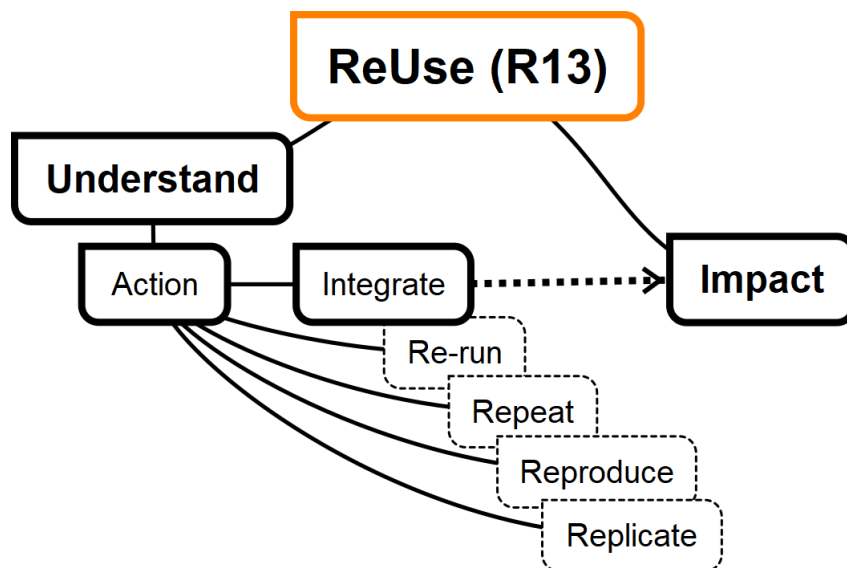 ReUse (R13)
Understand
Action
Integrate
Impact
Re-run
Repeat
Reproduce
Replicate